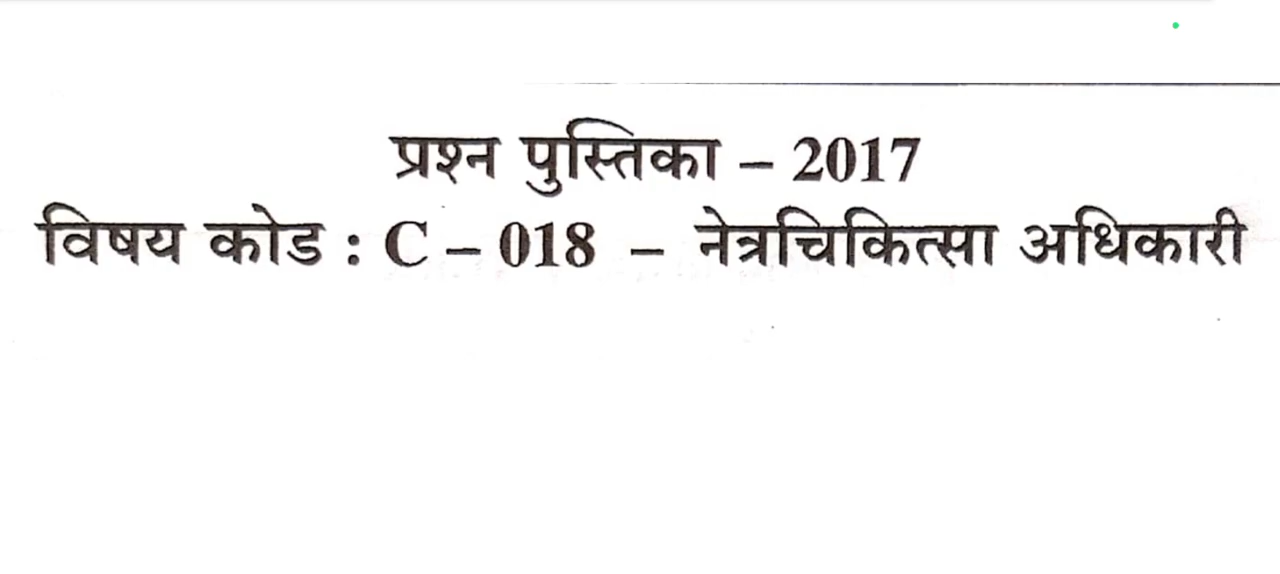 प्रश्न पुस्तिका – 2017
विषय कोड : C – 018 – नेत्रचिकित्सा अधिकारी